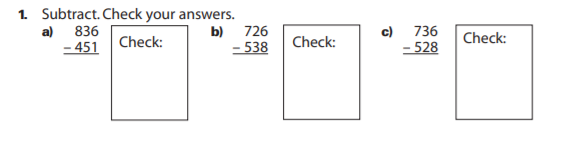 1. Subtract. Check your answers.
a) 836 b) 726 c) 736
– 451 Check: – 538 Check: – 528 Check: